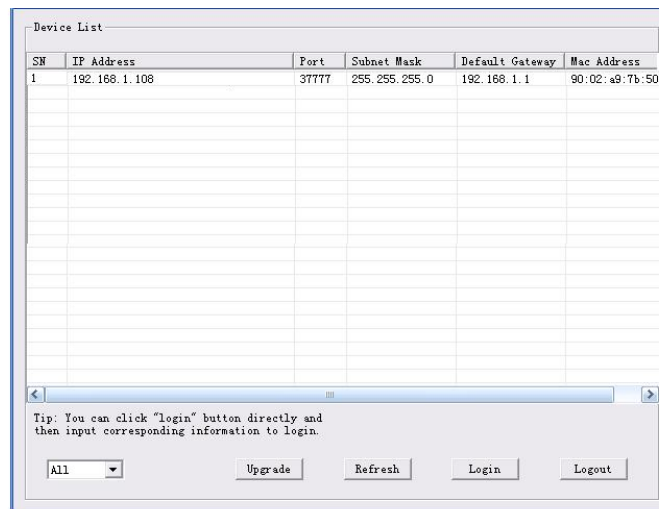 Device List
SN IP Address Port Subnet Mask Default Gateway Mac Address
1 192.168.1.108 37777 255.255.255.0 192.168.1.1 90:02:a9:7b:50
Tip: You can click "login" button directly and
then input corresponding information to login.
All Upgrade Refresh Login Logout